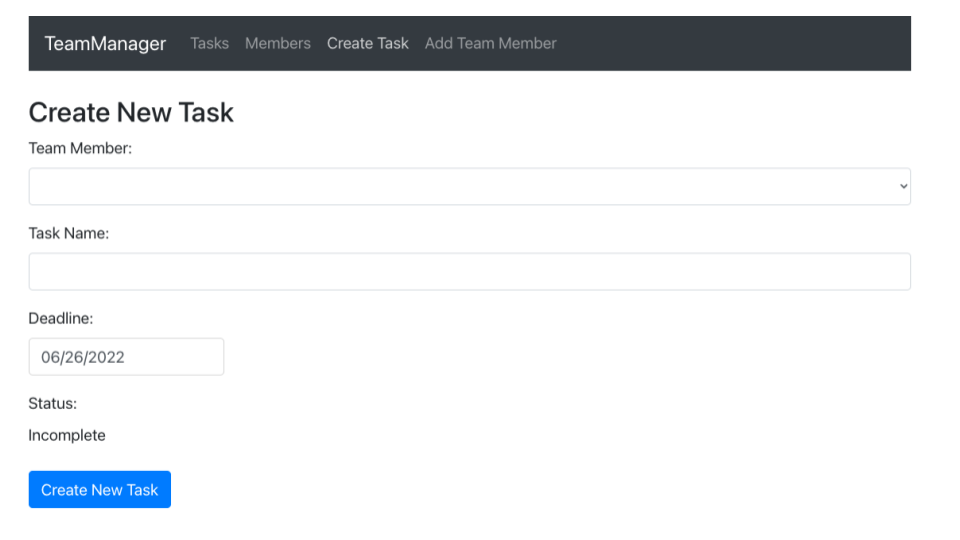 TeamManager Tasks Members Create Task Add Team Member
Create New Task
Team Member:
Task Name:
Deadline:
06/26/2022
Status:
Incomplete
Create New Task